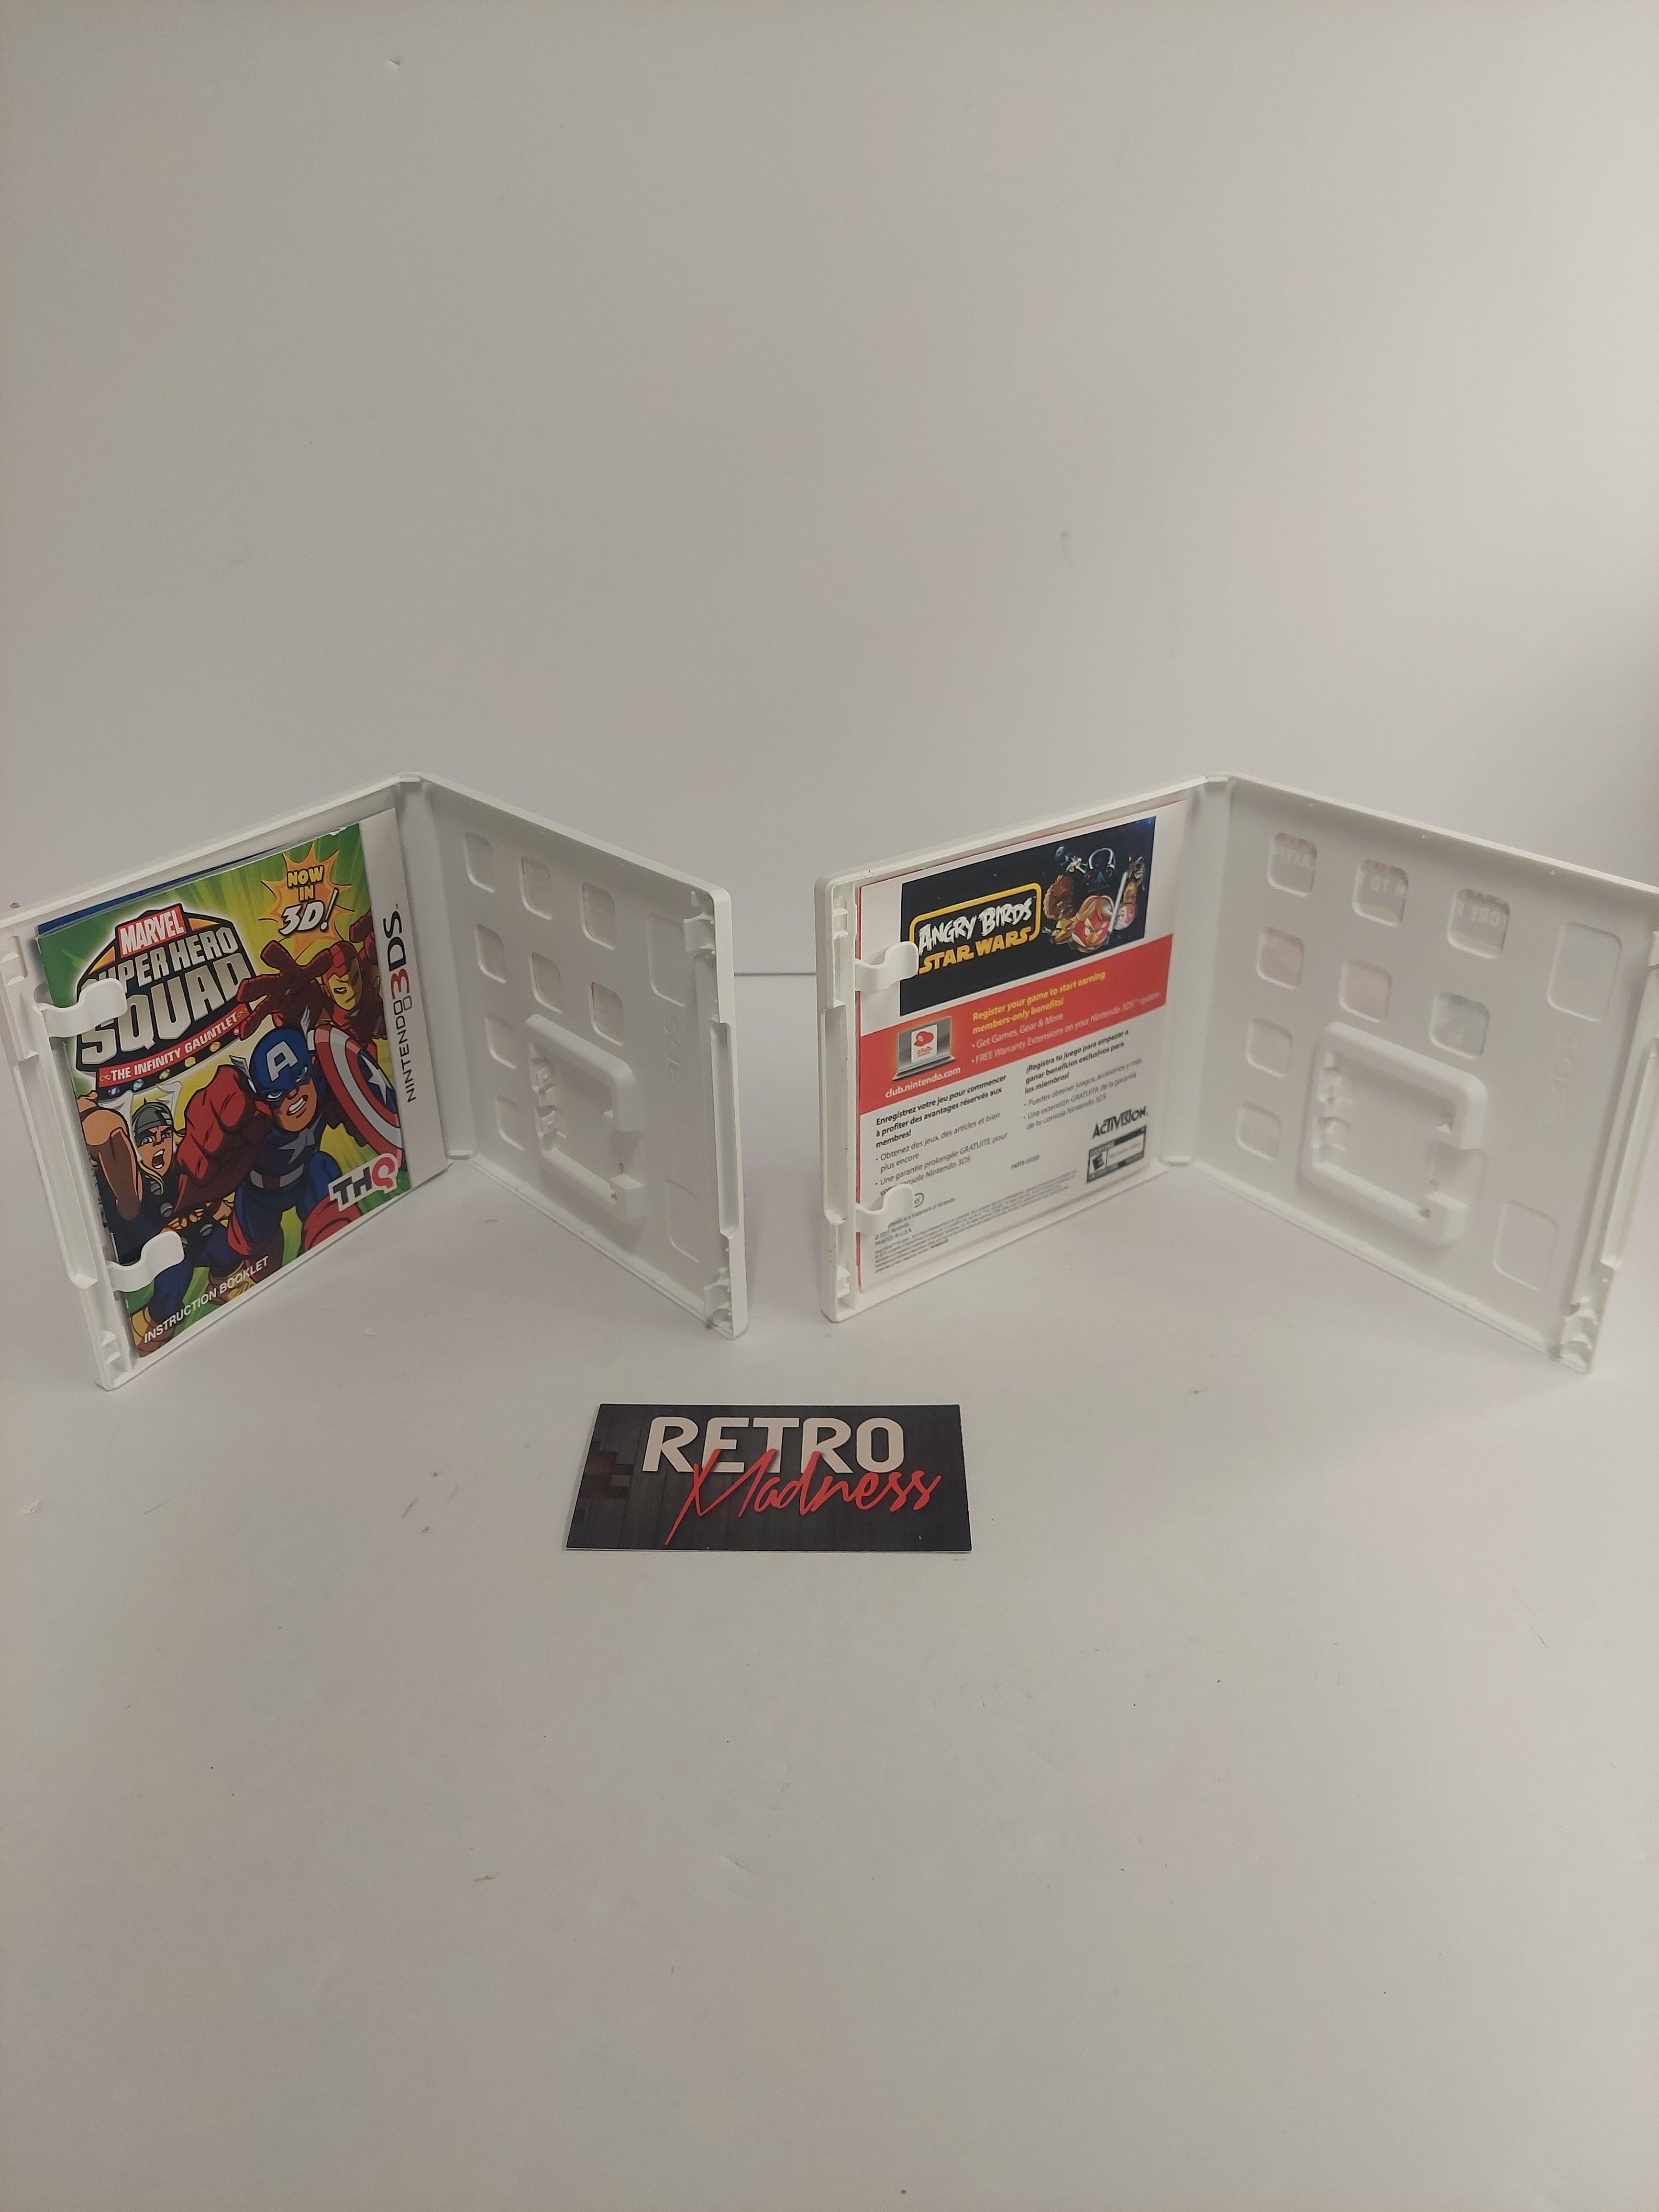 NOW
IN
3D!
MARVEL
SUPER HERO
SQUAD
THE INFINITY GAUNTLET
A
THQ
INSTRUCTION BOOKLET
NINTENDO 3DS
ANGRY BIRDS
STAR WARS
Register your game to start earning
members-only benefits!
• Get Games, Gear & More
• FREE Warranty Extensions on your Nintendo 3DS™ system
club.nintendo.com
Enregistrez votre jeu pour commencer
à profiter des avantages réservés aux
membres!
• Obtenez des jeux, des articles et bien
plus encore
• Une garantie prolongée GRATUITE pour
console Nintendo 3DS
¡Registra tu juego para empezar a
ganar beneficios exclusivos para
los miembros!
• Puedes obtener juegos, accesorios y más
• Una extensión GRATUITA de la garantía
de tu consola Nintendo 3DS
ACTIVISION
E
PRINTED IN U.S.A.
RETRO
Madness